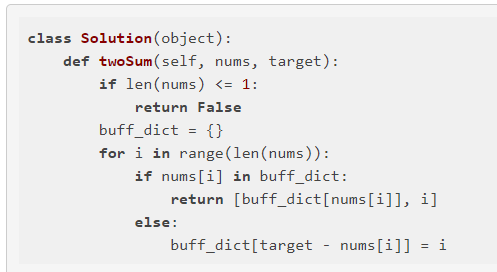 class Solution(object):
    def twoSum(self, nums, target):
        if len(nums) <= 1:
            return False
        buff_dict = {}
        for i in range(len(nums)):
            if nums[i] in buff_dict:
                return [buff_dict[nums[i]], i]
            else:
                buff_dict[target - nums[i]] = i